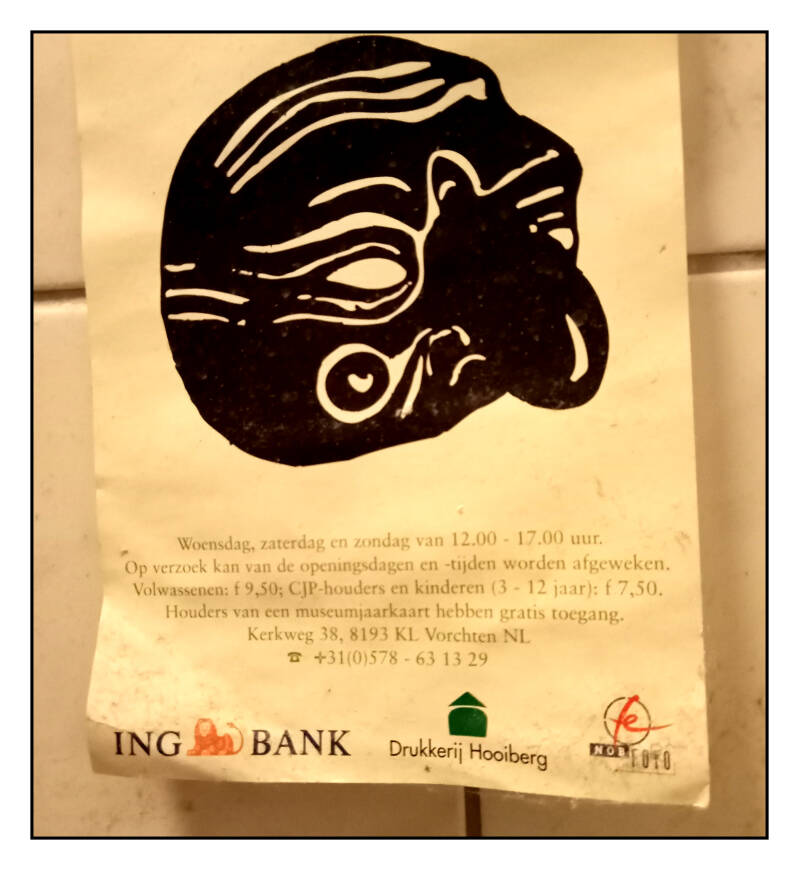 Woensdag, zaterdag en zondag van 12.00 - 17.00 uur.
Op verzoek kan van de openingsdagen en -tijden worden afgeweken.
Volwassenen: f 9,50; CJP-houders en kinderen (3 - 12 jaar): f 7,50.
Houders van een museumjaarkaart hebben gratis toegang.
Kerkweg 38, 8193 KL Vorchten NL
☎ +31(0)578 - 63 13 29
ING BANK
Drukkerij Hooiberg
fe
NOB FOTO